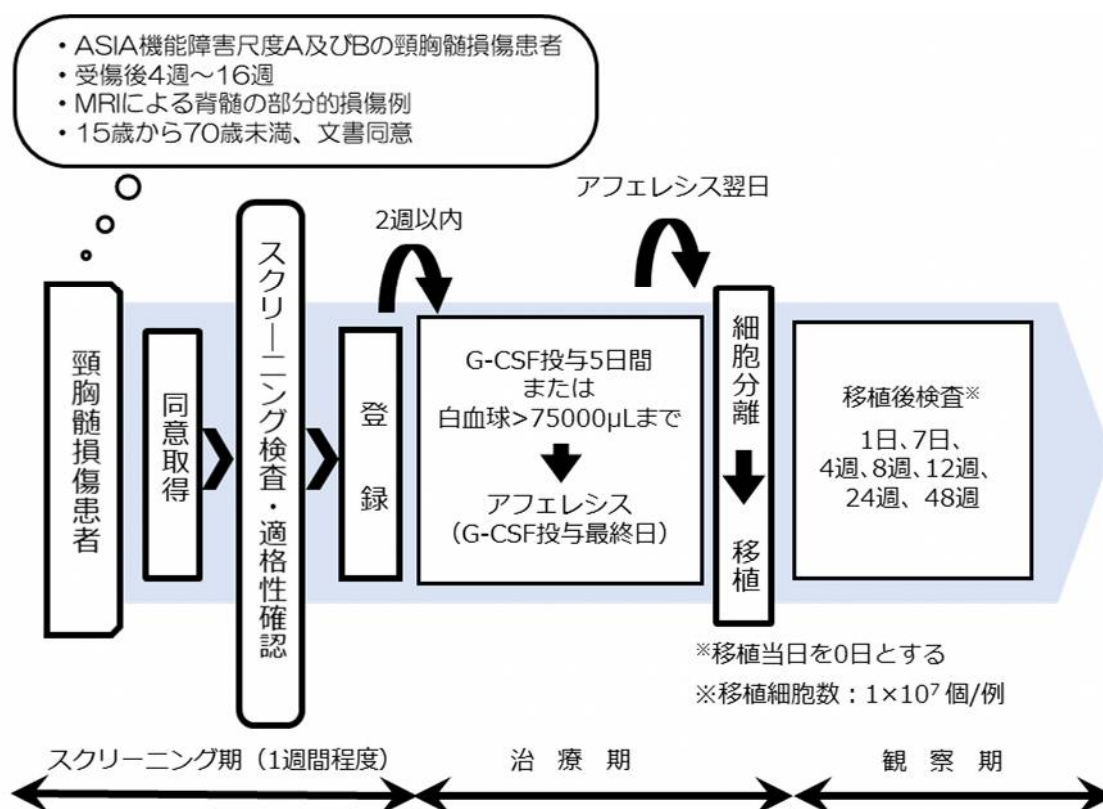 ・ASIA機能障害尺度A及びBの頸胸髄損傷患者
・受傷後4週～16週
・MRIによる脊髄の部分的損傷例
・15歳から70歳未満、文書同意
頸胸髄損傷患者
同意取得
スクリーニング検査・適格性確認
登録
2週以内
G-CSF投与5日間
または
白血球>75000μLまで
アフェレシス
（G-CSF投与最終日）
アフェレシス翌日
細胞分離
移植
移植後検査※
1日、7日、
4週、8週、12週、
24週、48週
※移植当日を0日とする
※移植細胞数：1×10⁷個/例
スクリーニング期（1週間程度）
治療期
観察期